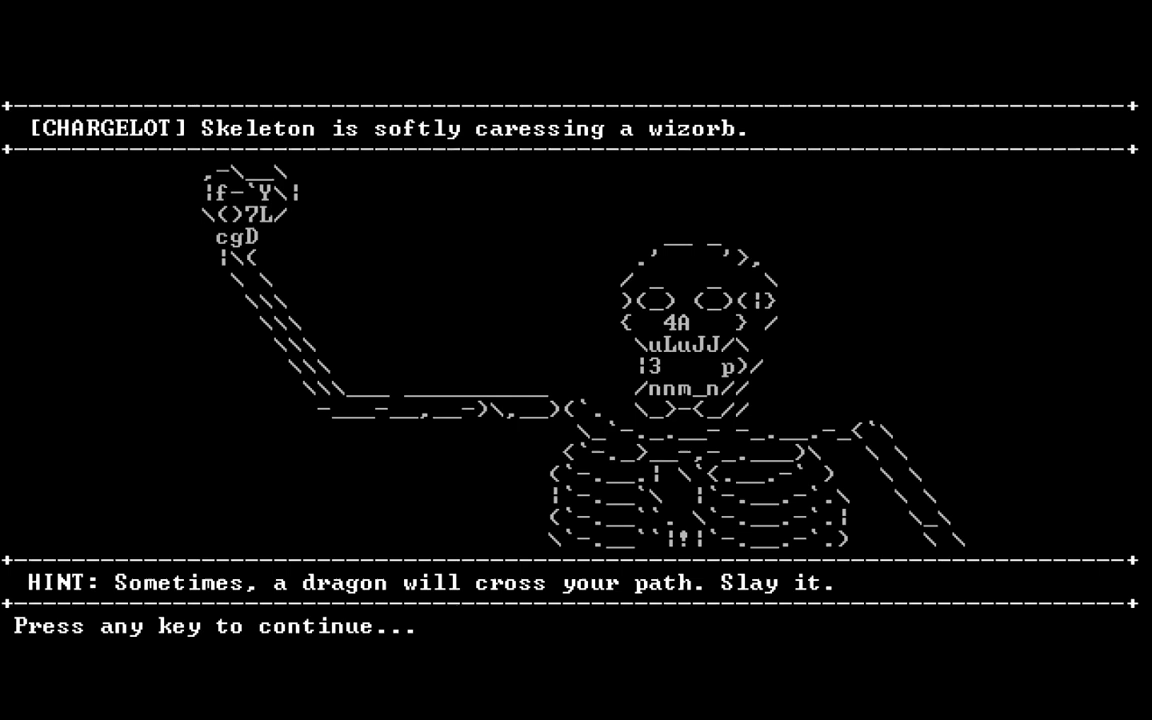 [CHARGELOT] Skeleton is softly caressing a wizorb.
HINT: Sometimes, a dragon will cross your path. Slay it.
Press any key to continue...